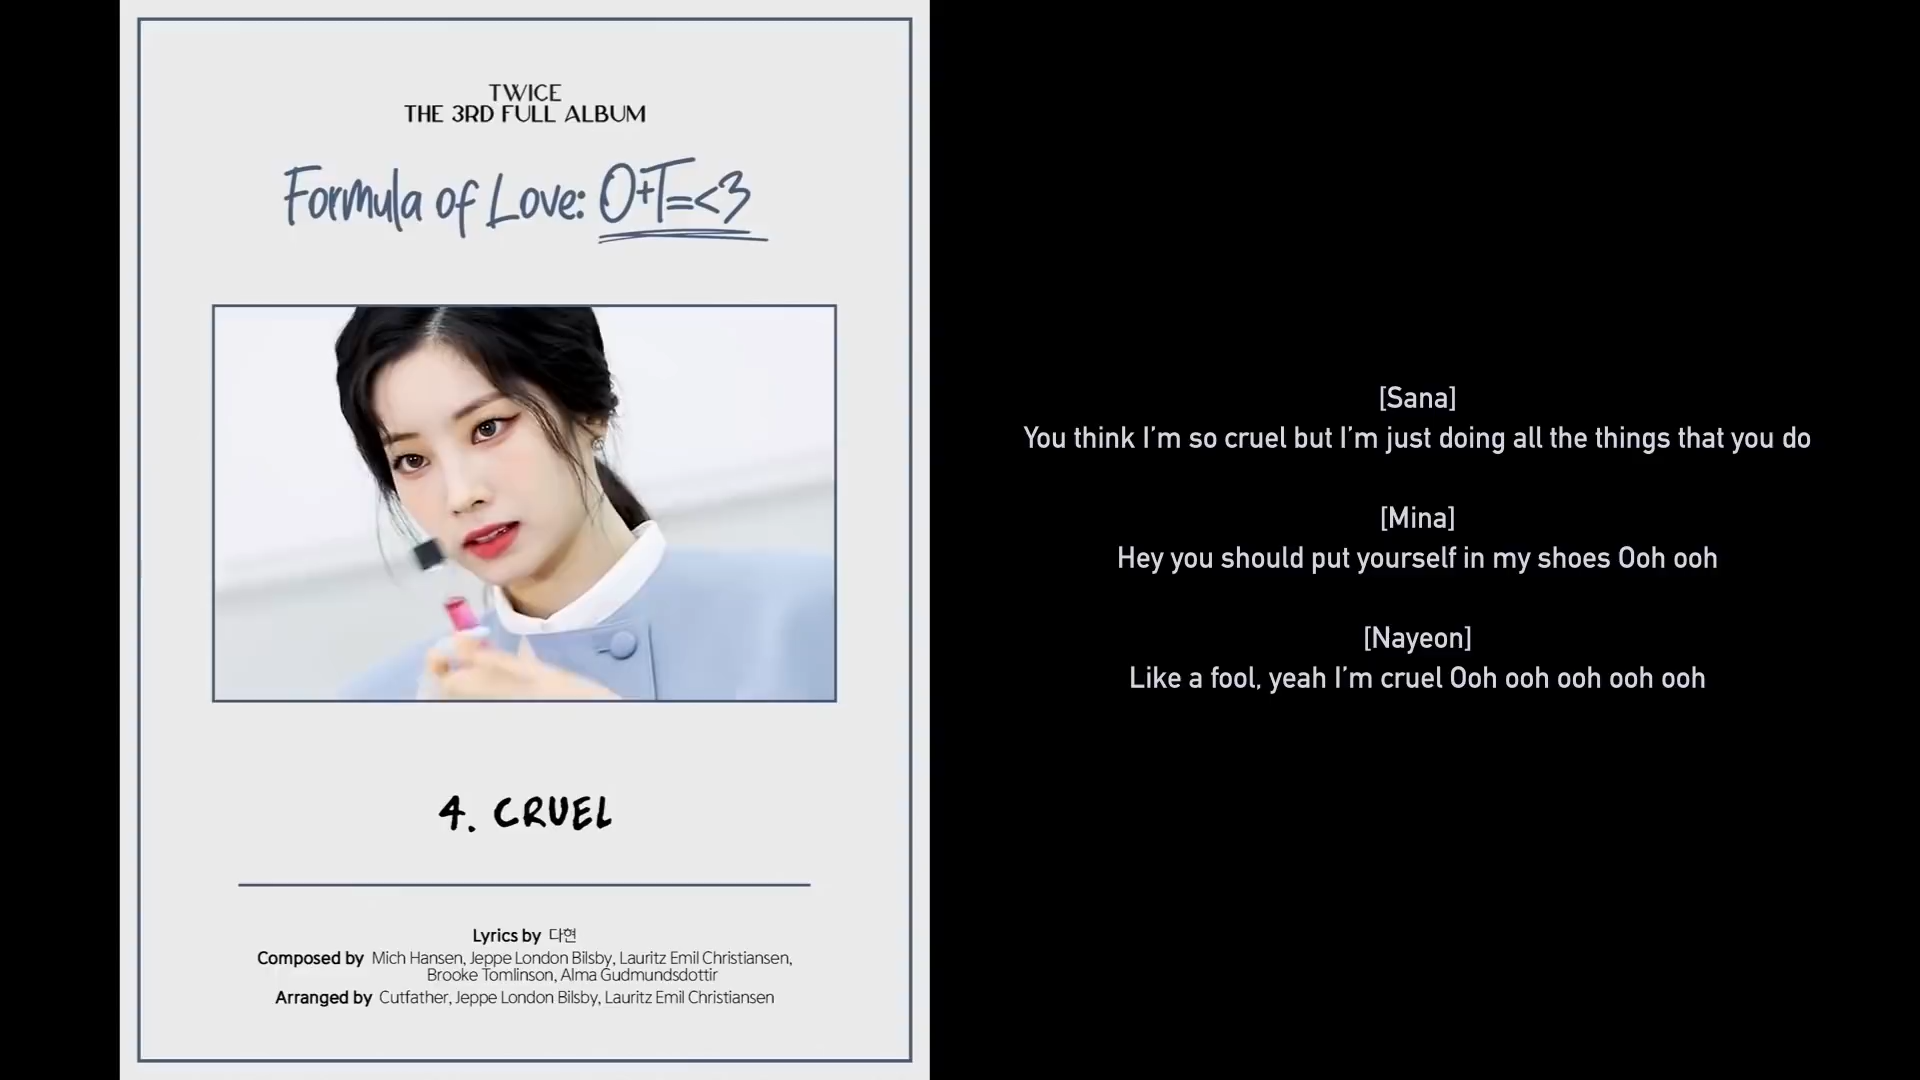 TWICE
THE 3RD FULL ALBUM
Formula of Love: O+T=<3
4. CRUEL
Lyrics by 다현
Composed by Mich Hansen, Jeppe London Bilsby, Lauritz Emil Christiansen,
Brooke Tomlinson, Alma Gudmundsdottir
Arranged by Cutfather, Jeppe London Bilsby, Lauritz Emil Christiansen
[Sana]
You think I'm so cruel but I'm just doing all the things that you do
[Mina]
Hey you should put yourself in my shoes Ooh ooh
[Nayeon]
Like a fool, yeah I'm cruel Ooh ooh ooh ooh ooh